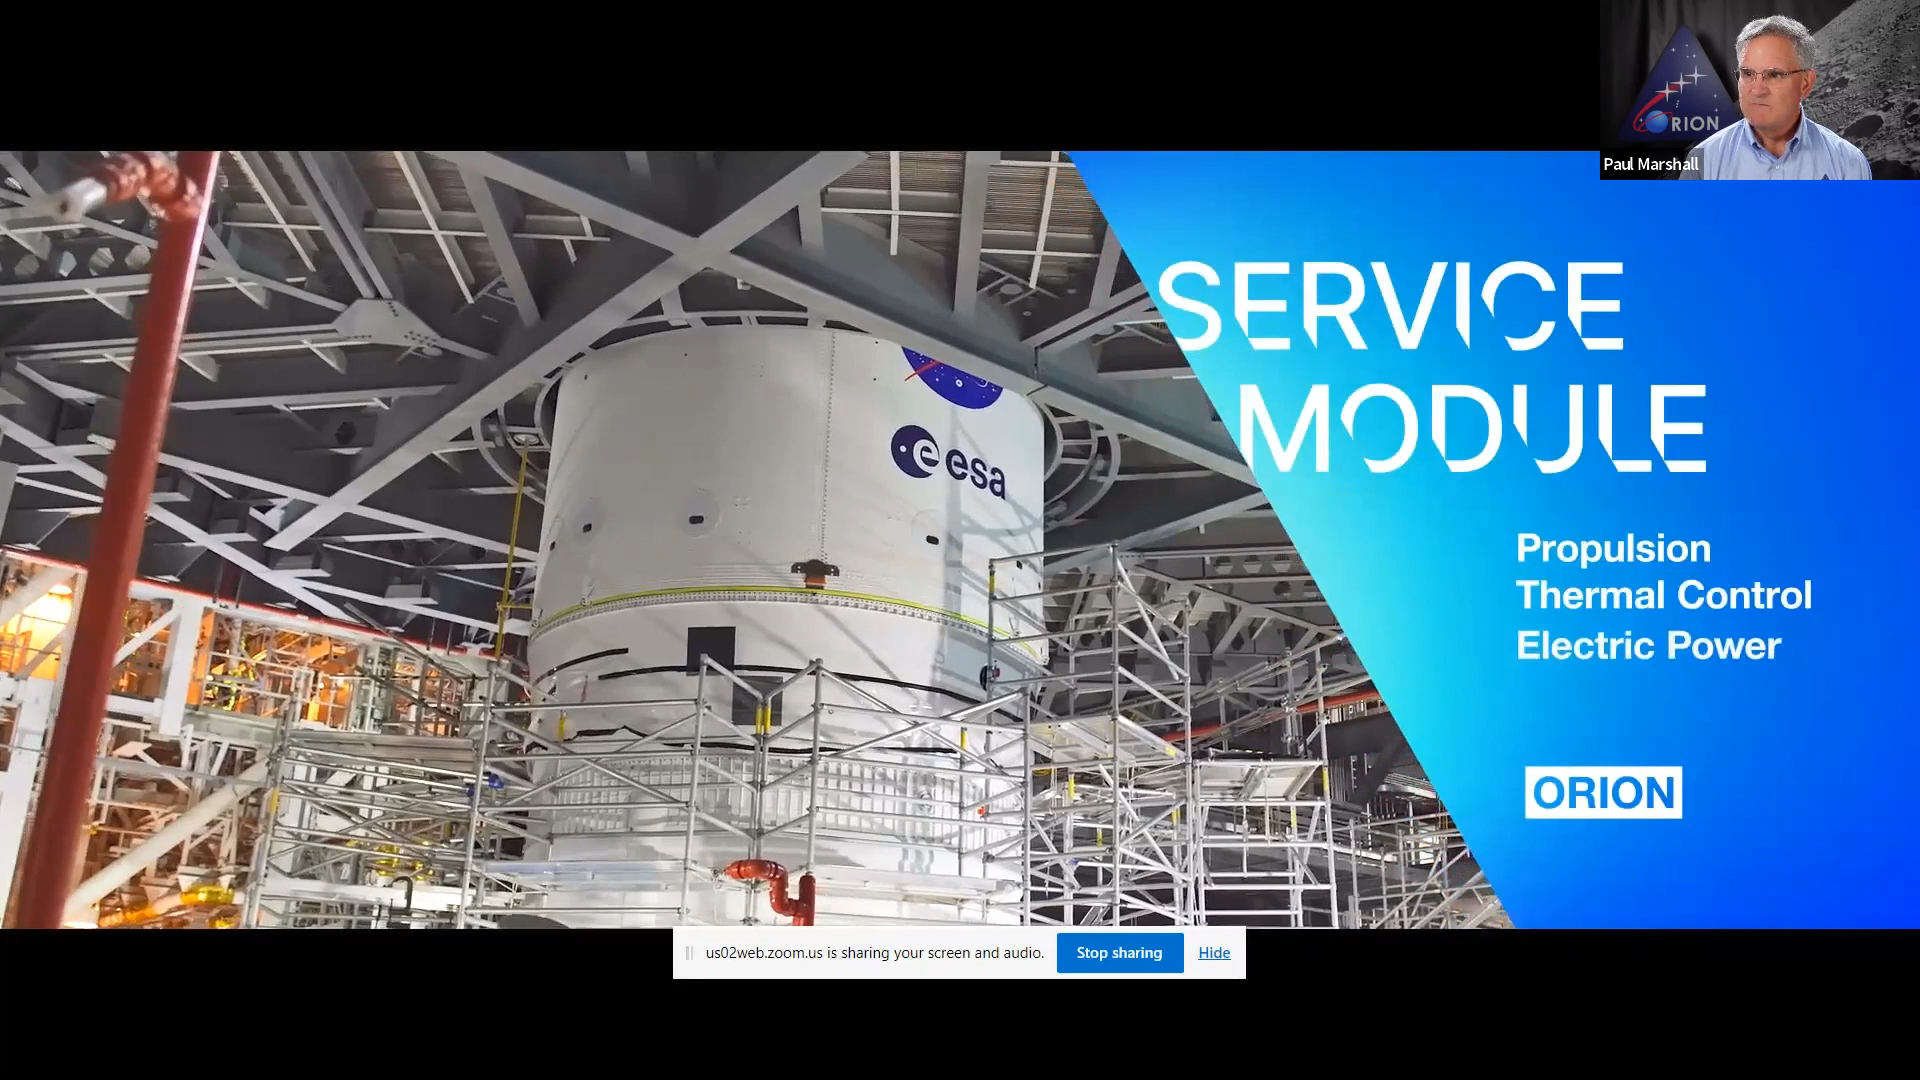 ORION
Paul Marshall
SERVICE
MODULE
esa
Propulsion
Thermal Control
Electric Power
ORION
us02web.zoom.us is sharing your screen and audio.
Stop sharing
Hide